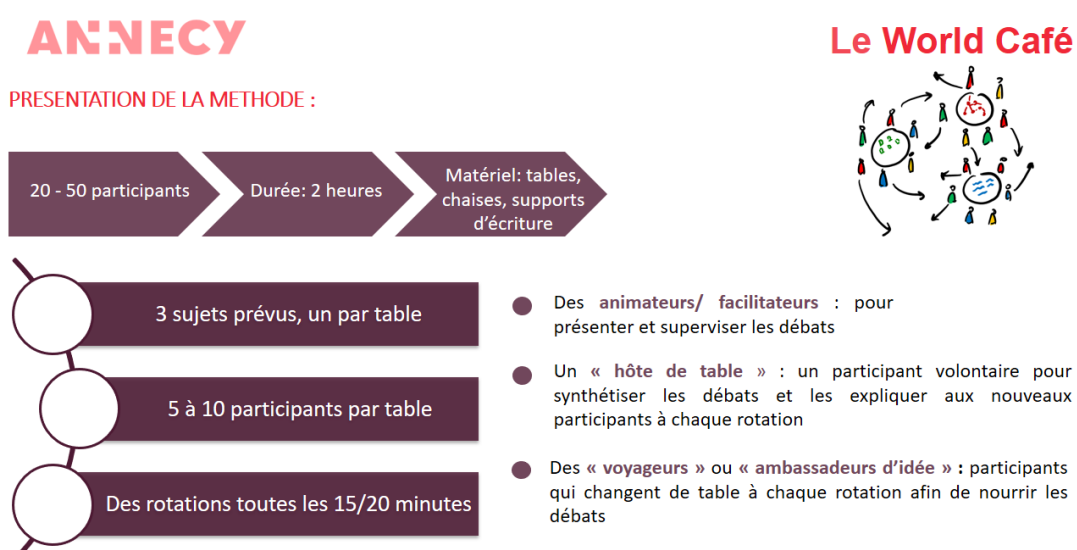 ANNECY
Le World Café
PRESENTATION DE LA METHODE :
20 - 50 participants
Durée: 2 heures
Matériel: tables,
chaises, supports
d’écriture
3 sujets prévus, un par table
5 à 10 participants par table
Des rotations toutes les 15/20 minutes
Des animateurs/ facilitateurs : pour
présenter et superviser les débats
Un « hôte de table » : un participant volontaire pour
synthétiser les débats et les expliquer aux nouveaux
participants à chaque rotation
Des « voyageurs » ou « ambassadeurs d’idée » : participants
qui changent de table à chaque rotation afin de nourrir les
débats